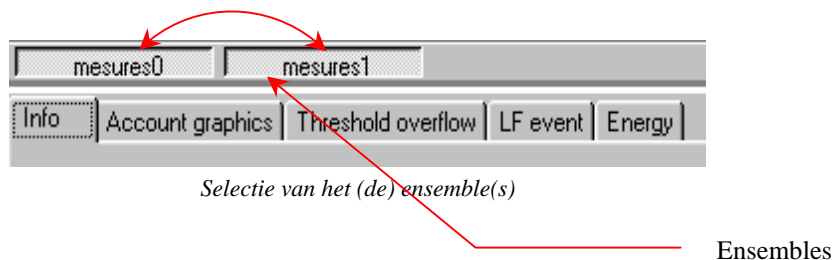 mesures0 mesures1
Info Account graphics Threshold overflow LF event Energy
Selectie van het (de) ensemble(s)
Ensembles